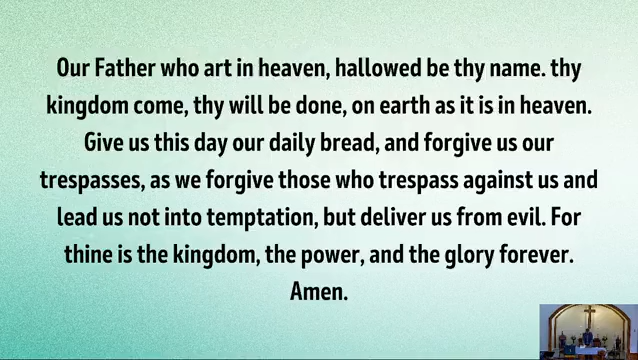 Our Father who art in heaven, hallowed be thy name. thy
kingdom come, thy will be done, on earth as it is in heaven.
Give us this day our daily bread, and forgive us our
trespasses, as we forgive those who trespass against us and
lead us not into temptation, but deliver us from evil. For
thine is the kingdom, the power, and the glory forever.
Amen.